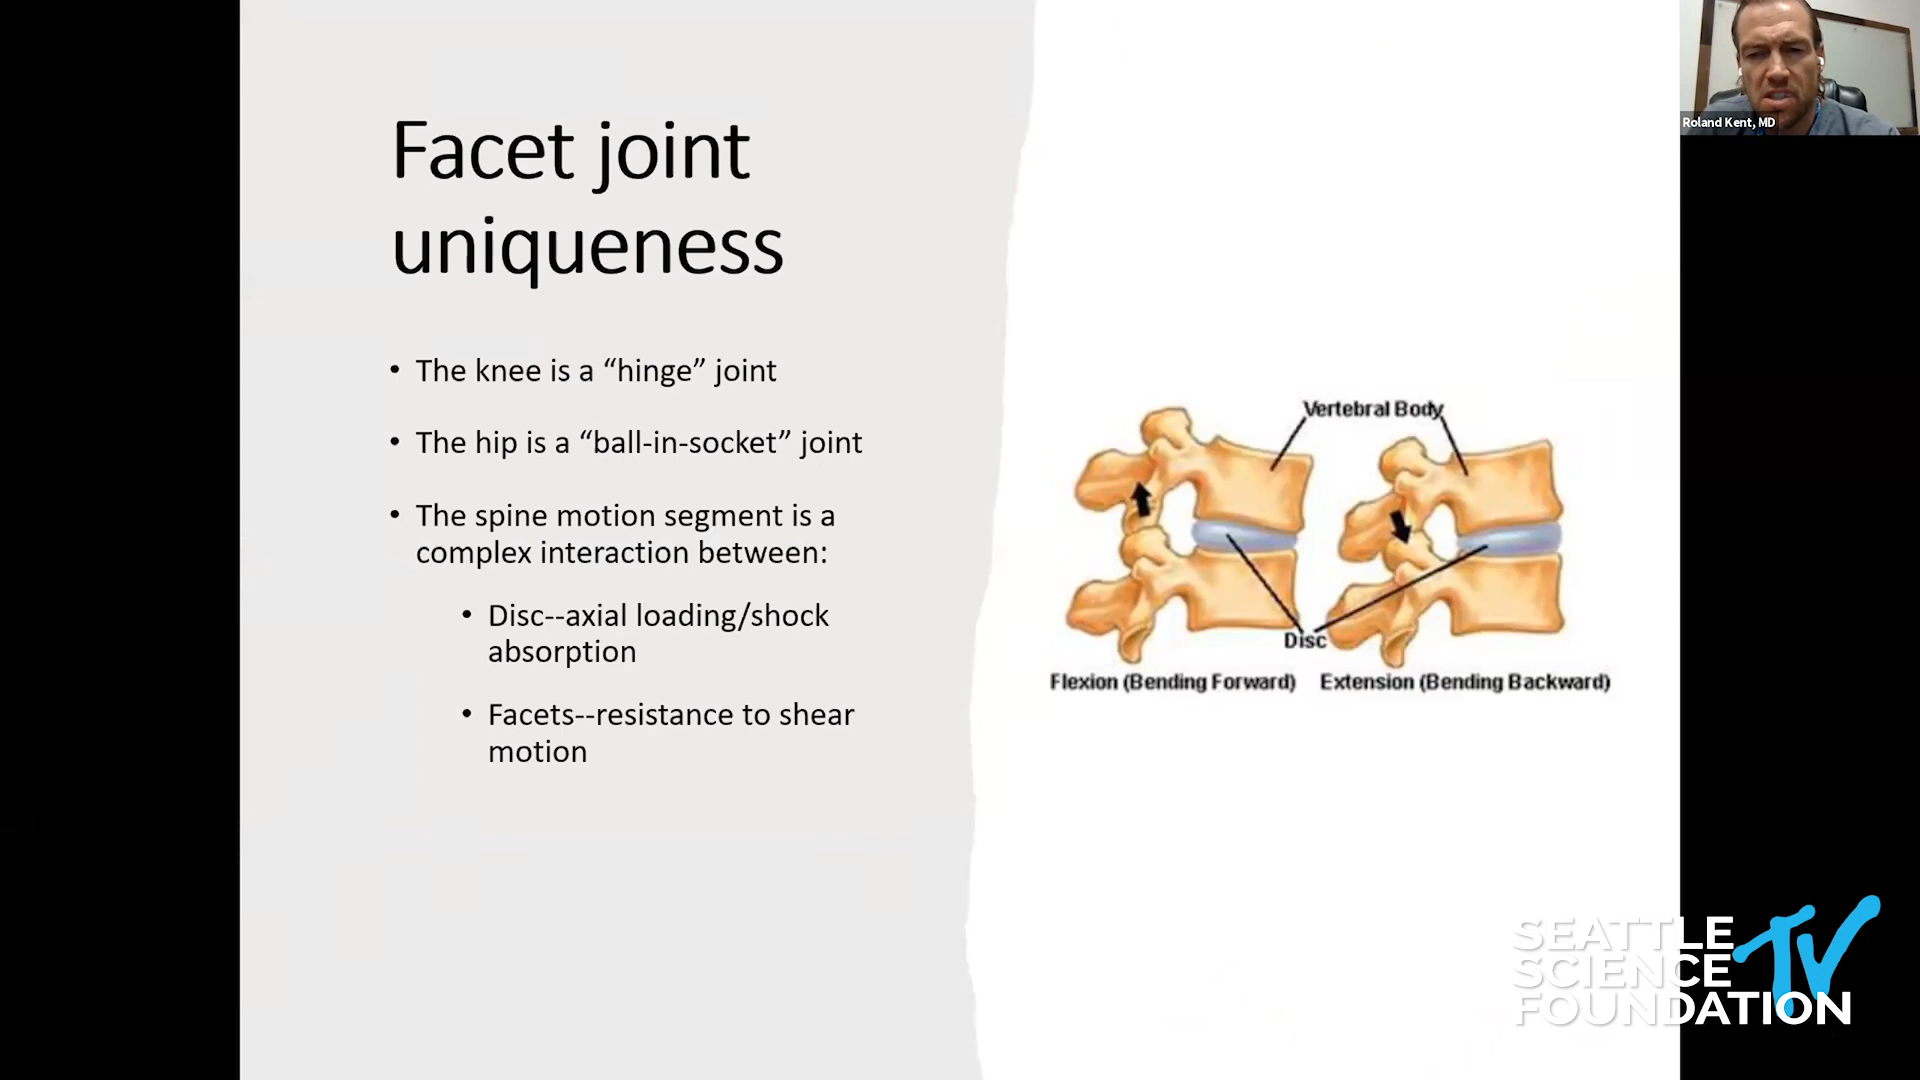 Facet joint
uniqueness
• The knee is a “hinge” joint
• The hip is a “ball-in-socket” joint
• The spine motion segment is a
complex interaction between:
• Disc--axial loading/shock
absorption
• Facets--resistance to shear
motion
Vertebral Body
Disc
Flexion (Bending Forward)
Extension (Bending Backward)
Roland Kent, MD
SEATTLE
SCIENCE
FOUNDATION
TV